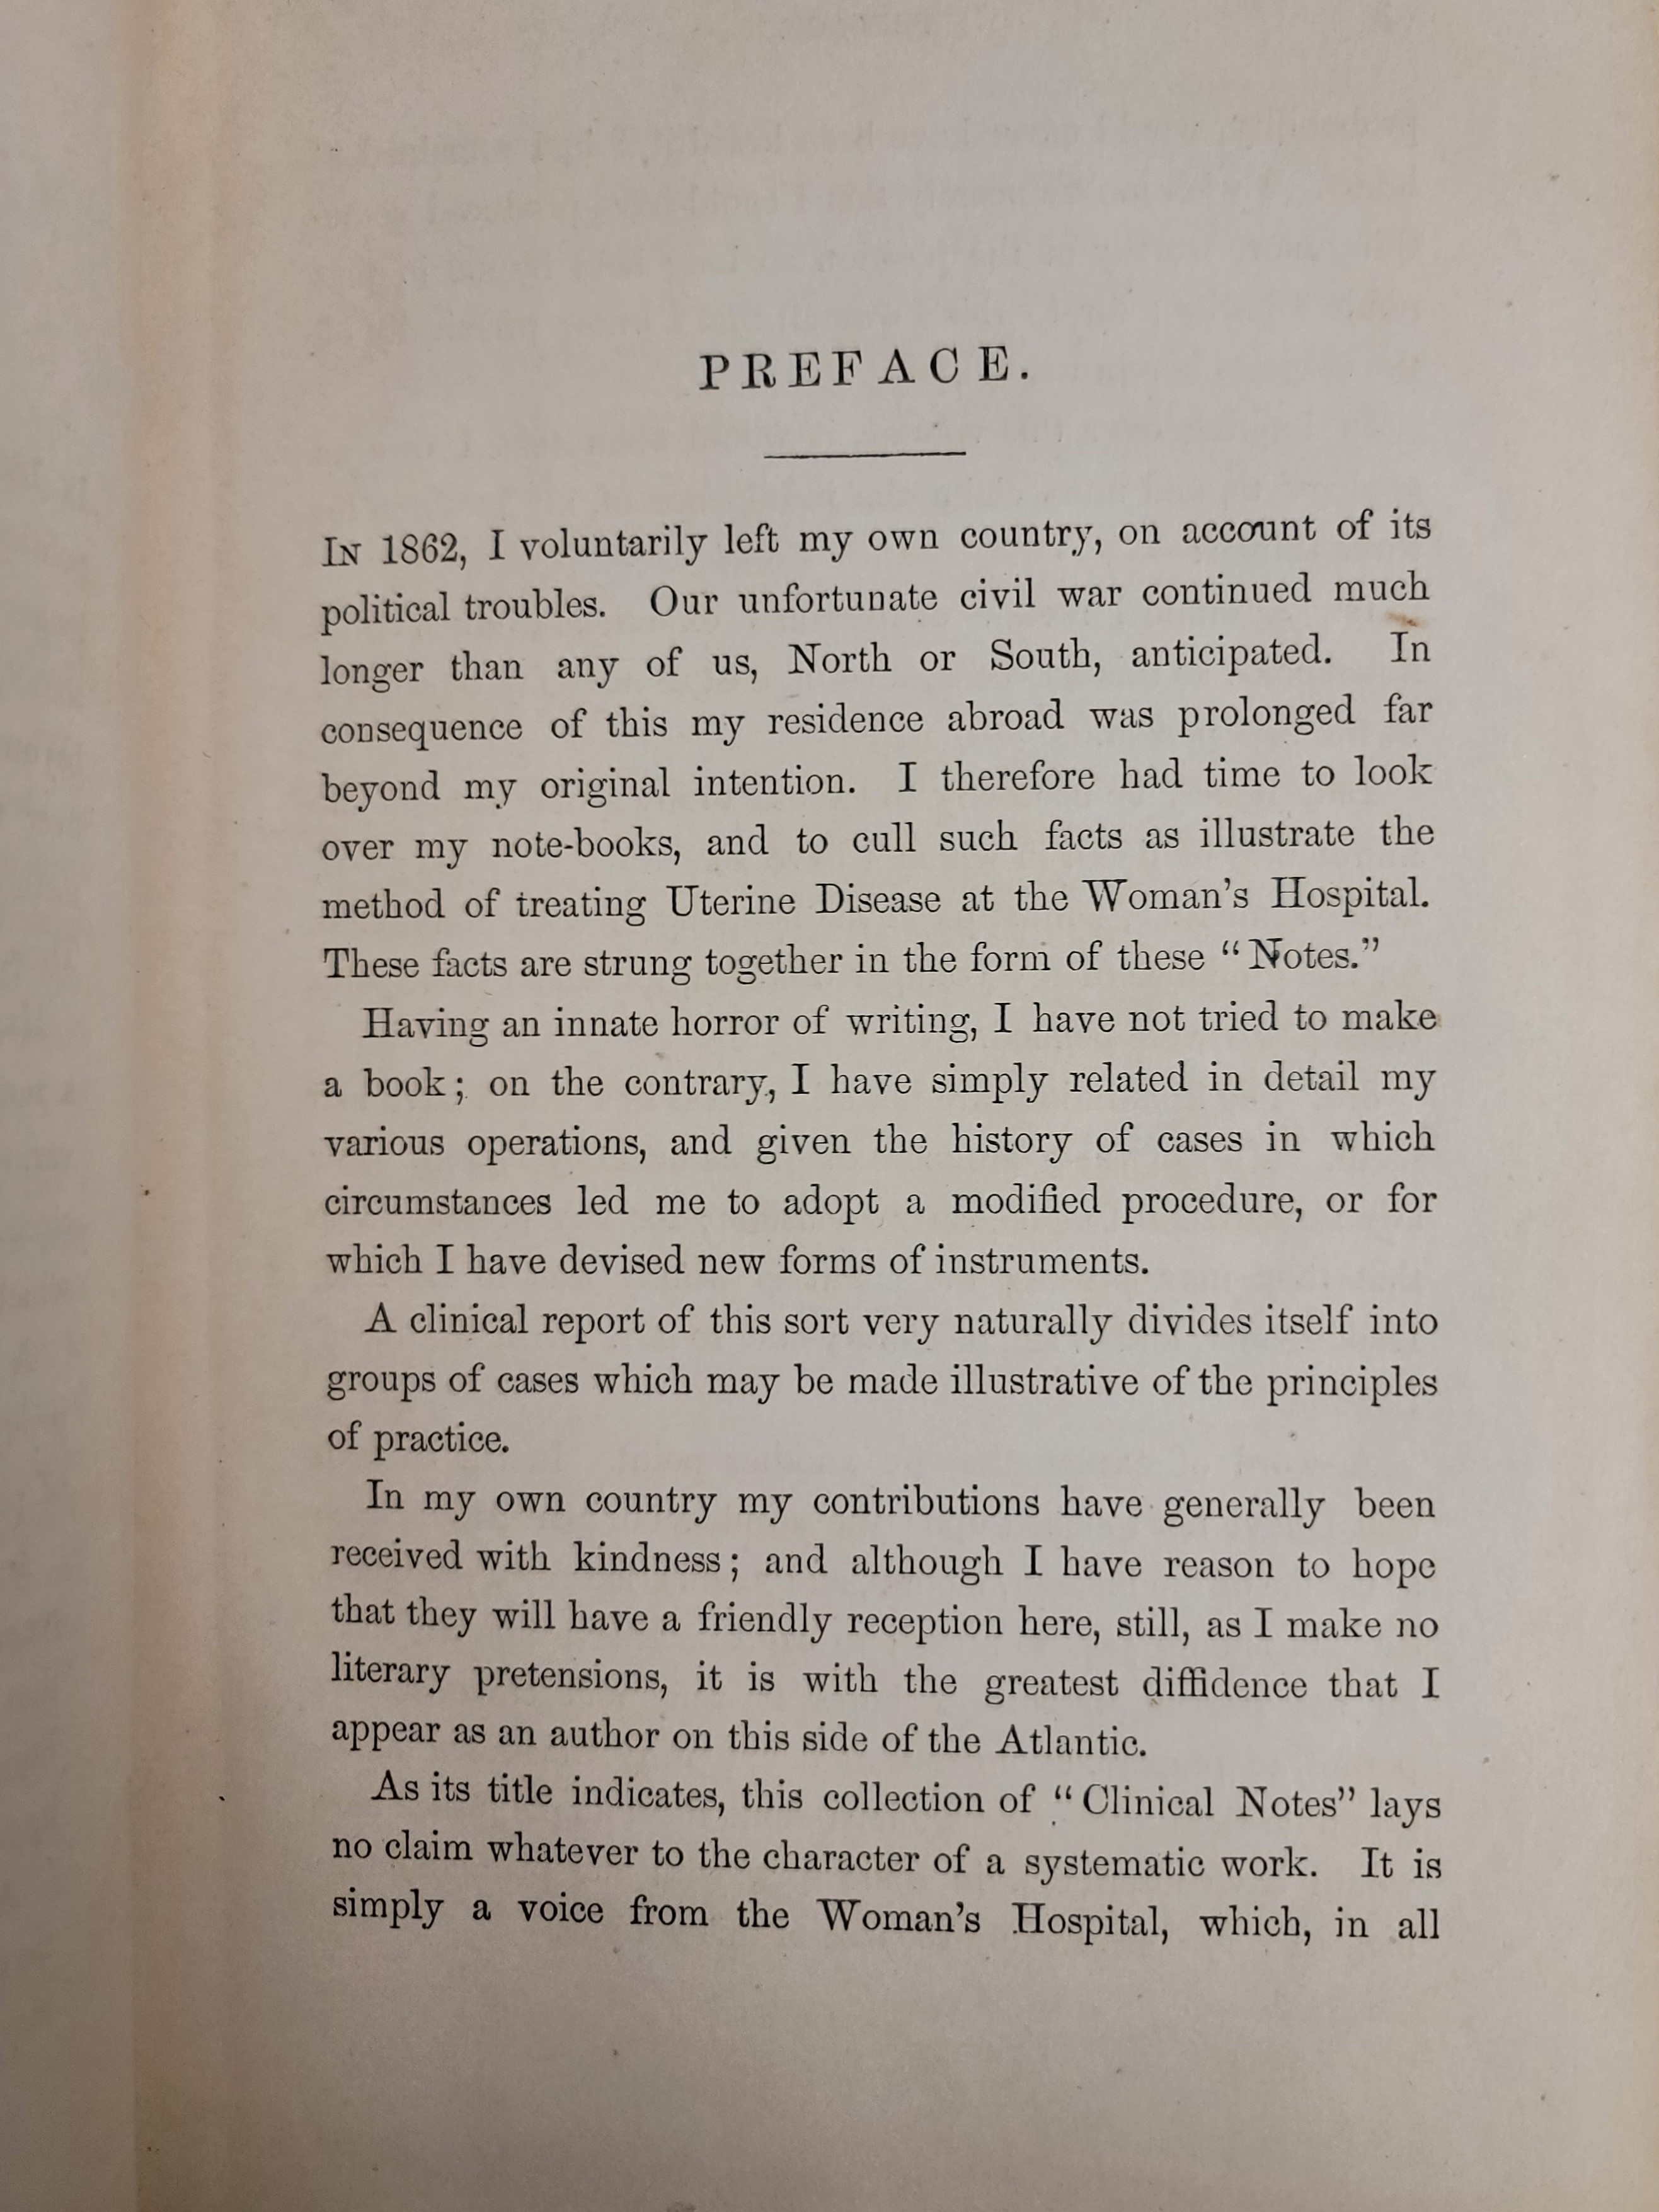 PREFACE.
In 1862, I voluntarily left my own country, on account of its
political troubles. Our unfortunate civil war continued much
longer than any of us, North or South, anticipated. In
consequence of this my residence abroad was prolonged far
beyond my original intention. I therefore had time to look
over my note-books, and to cull such facts as illustrate the
method of treating Uterine Disease at the Woman's Hospital.
These facts are strung together in the form of these “Notes.”
Having an innate horror of writing, I have not tried to make
a book; on the contrary, I have simply related in detail my
various operations, and given the history of cases in which
circumstances led me to adopt a modified procedure, or for
which I have devised new forms of instruments.
A clinical report of this sort very naturally divides itself into
groups of cases which may be made illustrative of the principles
of practice.
In my own country my contributions have generally been
received with kindness; and although I have reason to hope
that they will have a friendly reception here, still, as I make no
literary pretensions, it is with the greatest diffidence that I
appear as an author on this side of the Atlantic.
As its title indicates, this collection of “Clinical Notes” lays
no claim whatever to the character of a systematic work. It is
simply a voice from the Woman's Hospital, which, in all